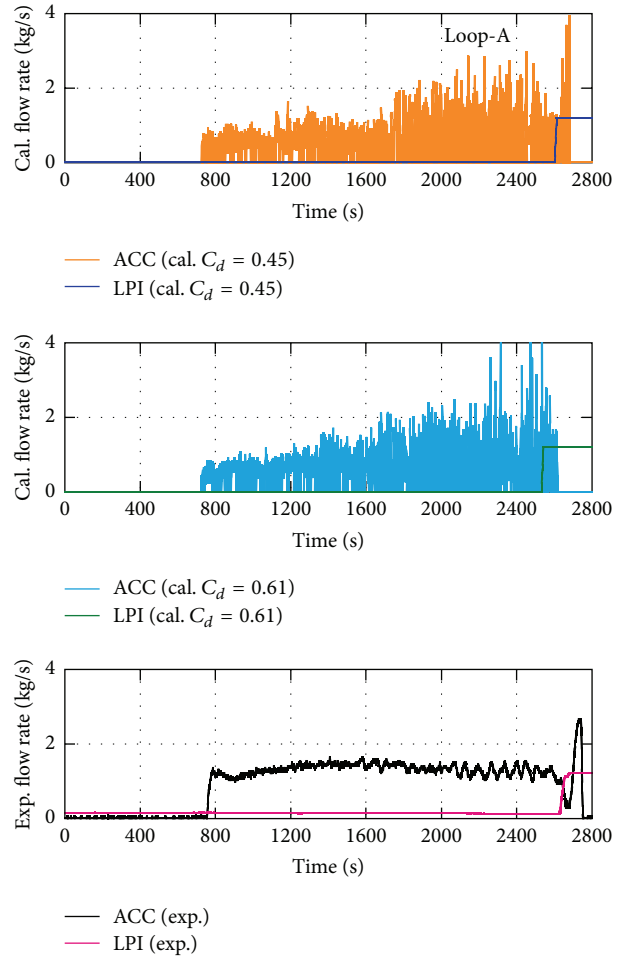 Cal. flow rate (kg/s)
4
2
0
Loop-A
0 400 800 1200 1600 2000 2400 2800
Time (s)
ACC (cal. C_d = 0.45)
LPI (cal. C_d = 0.45)
Cal. flow rate (kg/s)
4
2
0
0 400 800 1200 1600 2000 2400 2800
Time (s)
ACC (cal. C_d = 0.61)
LPI (cal. C_d = 0.61)
Exp. flow rate (kg/s)
4
2
0
0 400 800 1200 1600 2000 2400 2800
Time (s)
ACC (exp.)
LPI (exp.)